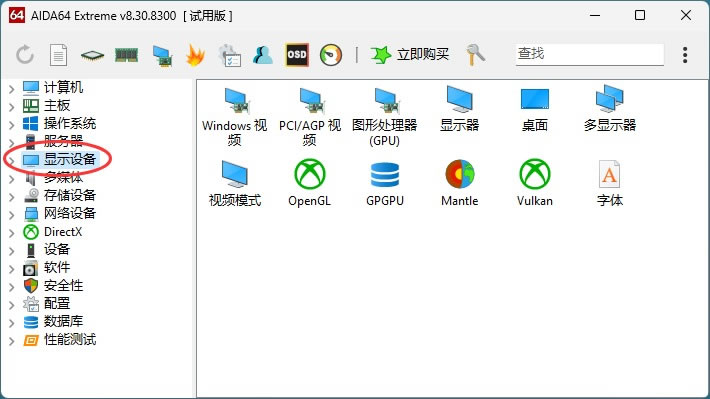 64 AIDA64 Extreme v8.30.8300 [ 试用版 ]
OSD 立即购买 查找
计算机
主板
操作系统
服务器
显示设备
多媒体
存储设备
网络设备
DirectX
设备
软件
安全性
配置
数据库
性能测试
Windows 视频
PCI/AGP 视频
图形处理器 (GPU)
显示器
桌面
多显示器
视频模式
OpenGL
GPGPU
Mantle
Vulkan
A
字体